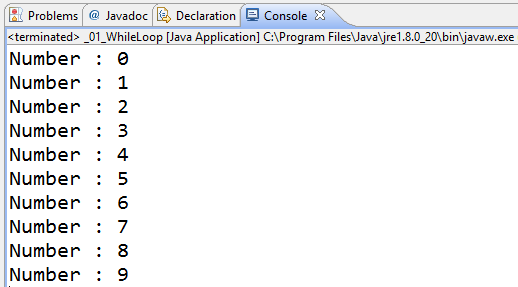 Problems @ Javadoc Declaration Console
<terminated> _01_WhileLoop [Java Application] C:\Program Files\Java\jre1.8.0_20\bin\javaw.exe
Number : 0
Number : 1
Number : 2
Number : 3
Number : 4
Number : 5
Number : 6
Number : 7
Number : 8
Number : 9